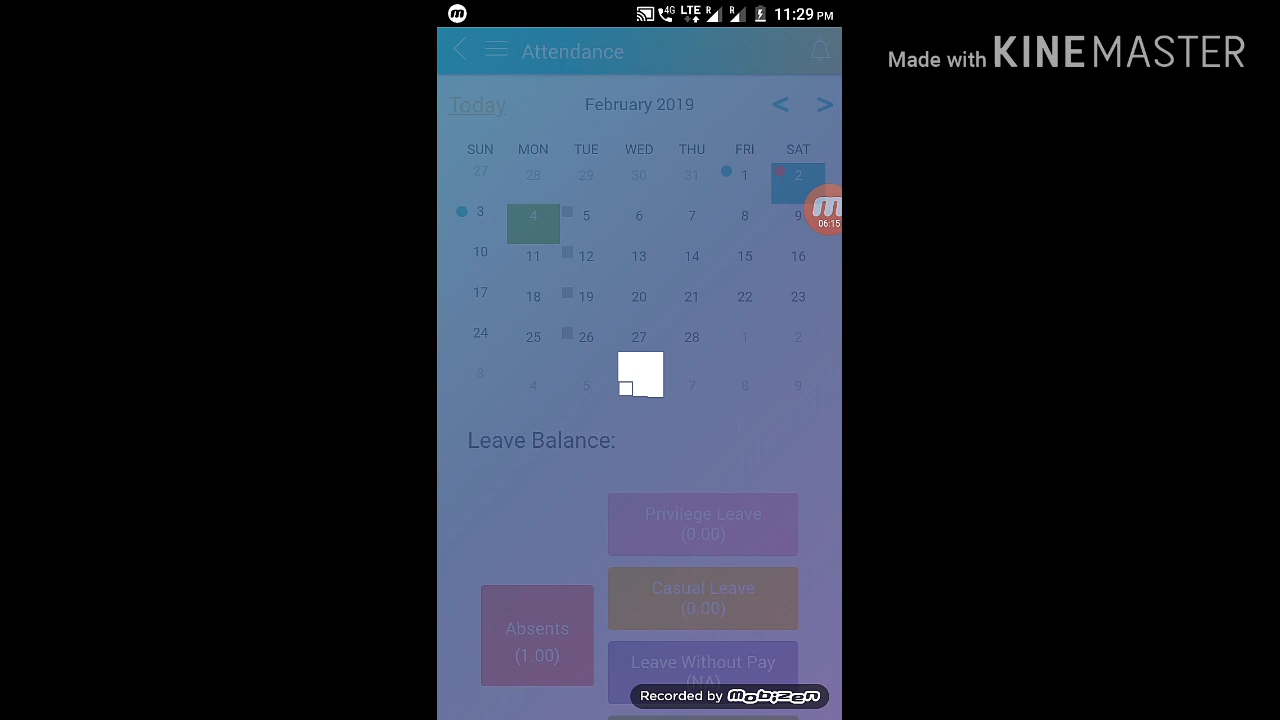 4G LTE R R 11:29 PM
Made with KINEMASTER
Attendance
Today February 2019 < >
SUN MON TUE WED THU FRI SAT
27 28 29 30 31 1 2
3 4 5 6 7 8 9
06:15
10 11 12 13 14 15 16
17 18 19 20 21 22 23
24 25 26 27 28 1 2
3 4 5 7 8 9
Leave Balance:
Privilege Leave
(0.00)
Casual Leave
(0.00)
Absents
(1.00)
Leave Without Pay
(NA)
Recorded by mobizen